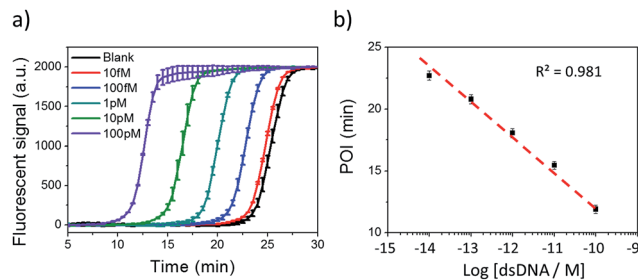 a)
Fluorescent signal (a.u.)
2000
1500
1000
500
0
Blank
10fM
100fM
1pM
10pM
100pM
5 10 15 20 25 30
Time (min)
b)
POI (min)
25
20
15
10
R² = 0.981
-15 -14 -13 -12 -11 -10 -9
Log [dsDNA / M]